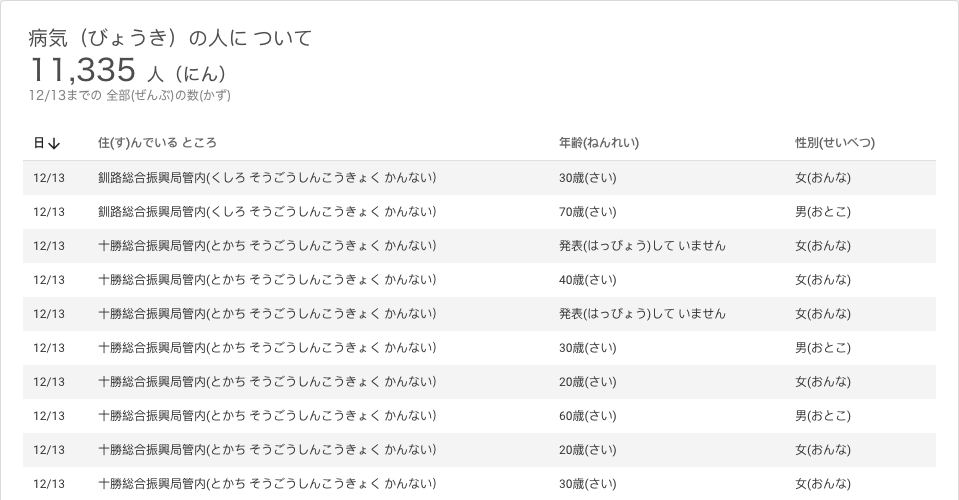 病気（びょうき）の人に ついて
11,335 人（にん）
12/13までの 全部(ぜんぶ)の数(かず)
日↓ 住(す)んでいる ところ 年齢(ねんれい) 性別(せいべつ)
12/13 釧路総合振興局管内(くしろ そうごうしんこうきょく かんない) 30歳(さい) 女(おんな)
12/13 釧路総合振興局管内(くしろ そうごうしんこうきょく かんない) 70歳(さい) 男(おとこ)
12/13 十勝総合振興局管内(とかち そうごうしんこうきょく かんない) 発表(はっぴょう)して いません 女(おんな)
12/13 十勝総合振興局管内(とかち そうごうしんこうきょく かんない) 40歳(さい) 女(おんな)
12/13 十勝総合振興局管内(とかち そうごうしんこうきょく かんない) 発表(はっぴょう)して いません 女(おんな)
12/13 十勝総合振興局管内(とかち そうごうしんこうきょく かんない) 30歳(さい) 男(おとこ)
12/13 十勝総合振興局管内(とかち そうごうしんこうきょく かんない) 20歳(さい) 女(おんな)
12/13 十勝総合振興局管内(とかち そうごうしんこうきょく かんない) 60歳(さい) 男(おとこ)
12/13 十勝総合振興局管内(とかち そうごうしんこうきょく かんない) 20歳(さい) 女(おんな)
12/13 十勝総合振興局管内(とかち そうごうしんこうきょく かんない) 30歳(さい) 女(おんな)